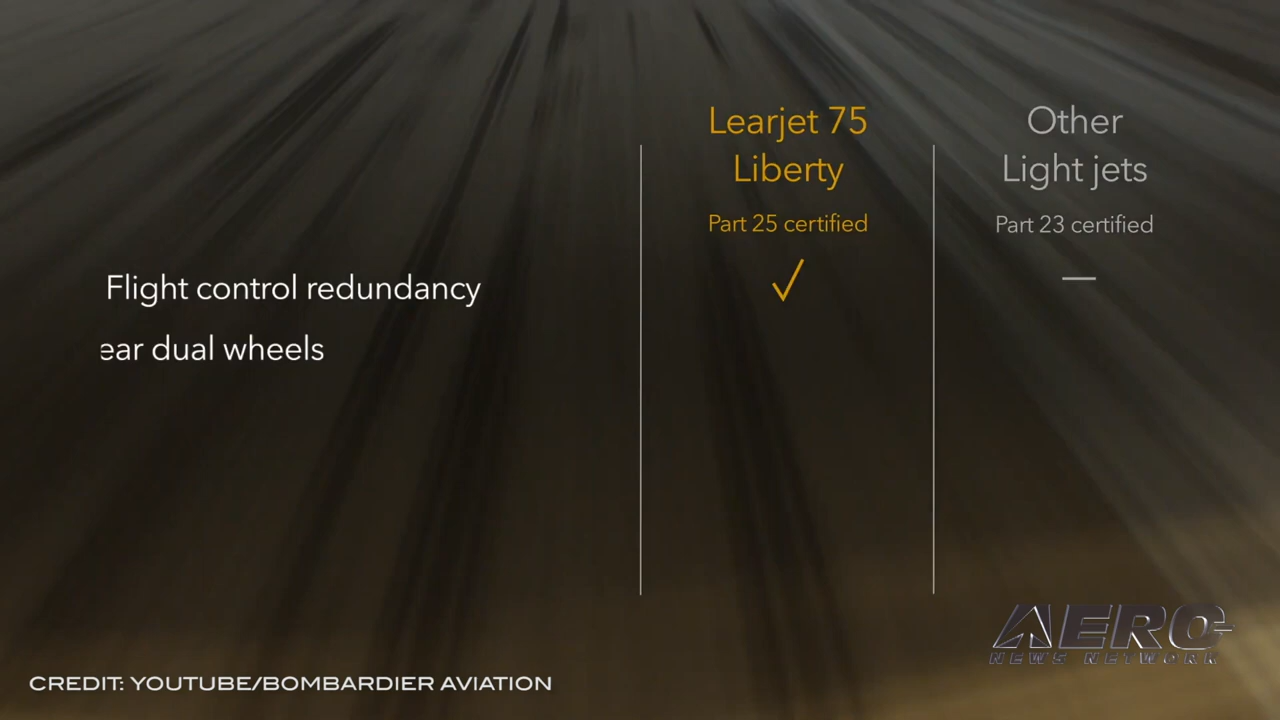 Learjet 75
Liberty
Part 25 certified
Other
Light jets
Part 23 certified
Flight control redundancy
✓
—
ear dual wheels
AERO
NEWS NETWORK
CREDIT: YOUTUBE/BOMBARDIER AVIATION